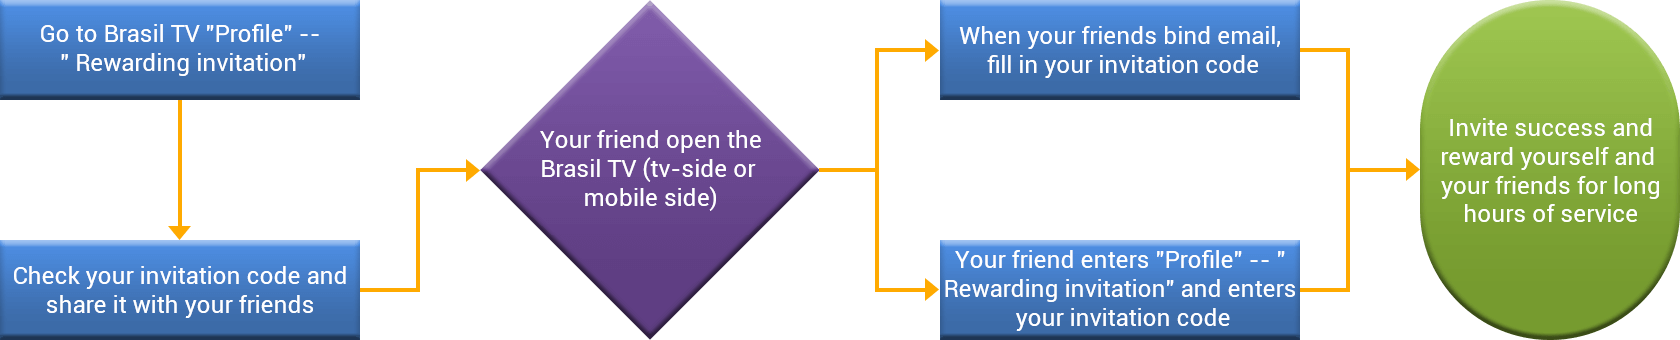 Go to Brasil TV "Profile" --
" Rewarding invitation"
Check your invitation code and
share it with your friends
Your friend open the
Brasil TV (tv-side or
mobile side)
When your friends bind email,
fill in your invitation code
Your friend enters "Profile" -- "
Rewarding invitation" and enters
your invitation code
Invite success and
reward yourself and
your friends for long
hours of service